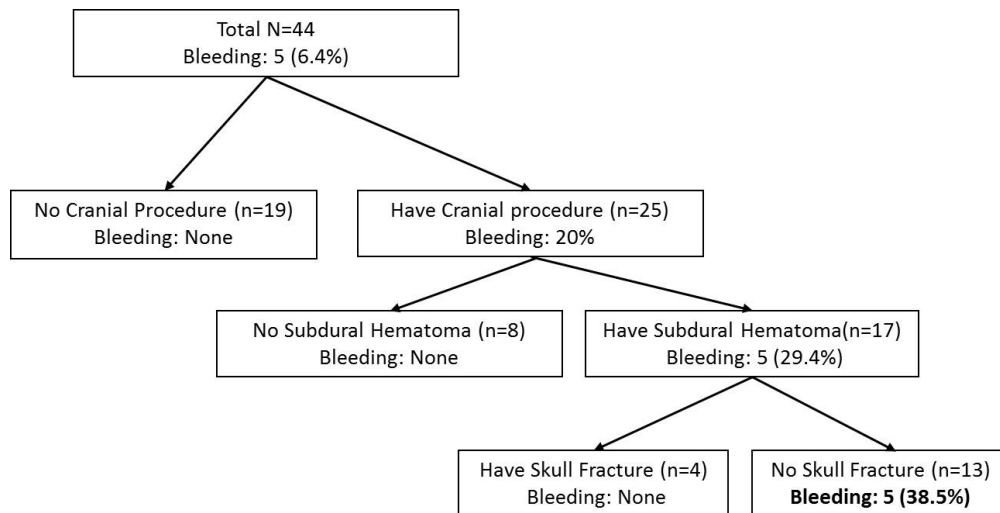 Total N=44
Bleeding: 5 (6.4%)
No Cranial Procedure (n=19)
Bleeding: None
Have Cranial procedure (n=25)
Bleeding: 20%
No Subdural Hematoma (n=8)
Bleeding: None
Have Subdural Hematoma(n=17)
Bleeding: 5 (29.4%)
Have Skull Fracture (n=4)
Bleeding: None
No Skull Fracture (n=13)
Bleeding: 5 (38.5%)